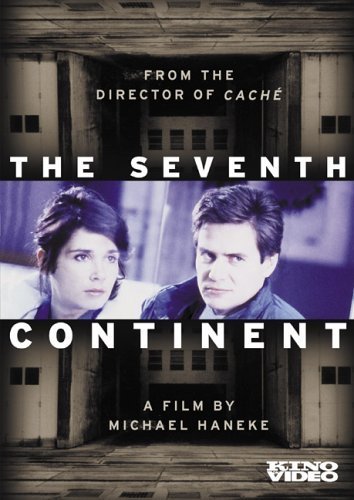 FROM THE
DIRECTOR OF CACHÉ
THE SEVENTH
CONTINENT
A FILM BY
MICHAEL HANEKE
KINO
VIDEO